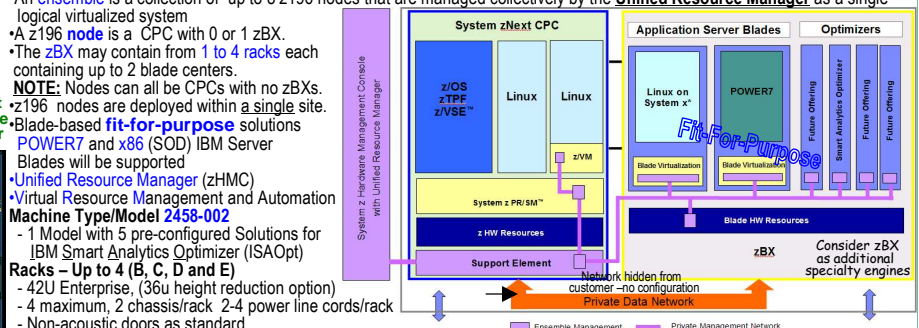 An ensemble is a collection of up to 8 z196 nodes that are managed collectively by the Unified Resource Manager as a single
logical virtualized system
•A z196 node is a CPC with 0 or 1 zBX.
•The zBX may contain from 1 to 4 racks each
containing up to 2 blade centers.
NOTE: Nodes can all be CPCs with no zBXs.
•z196 nodes are deployed within a single site.
•Blade-based fit-for-purpose solutions
POWER7 and x86 (SOD) IBM Server
Blades will be supported
•Unified Resource Manager (zHMC)
•Virtual Resource Management and Automation
Machine Type/Model 2458-002
- 1 Model with 5 pre-configured Solutions for
IBM Smart Analytics Optimizer (ISAOpt)
Racks – Up to 4 (B, C, D and E)
- 42U Enterprise, (36u height reduction option)
- 4 maximum, 2 chassis/rack 2-4 power line cords/rack
- Non-acoustic doors as standard
System z Hardware Management Console
with Unified Resource Manager
System zNext CPC
z/OS
zTPF
z/VSE™
Linux
Linux
z/VM
System z PR/SM™
z HW Resources
Support Element
Application Server Blades
Optimizers
Linux on
System x*
POWER7
Fit-For-Purpose
Blade Virtualization
Blade Virtualization
Future Offering
Smart Analytics Optimizer
Future Offering
Future Offering
Blade HW Resources
zBX
Consider zBX
as additional
specialty engines
Network hidden from
customer –no configuration
Private Data Network
Ensemble Management
Private Management Network